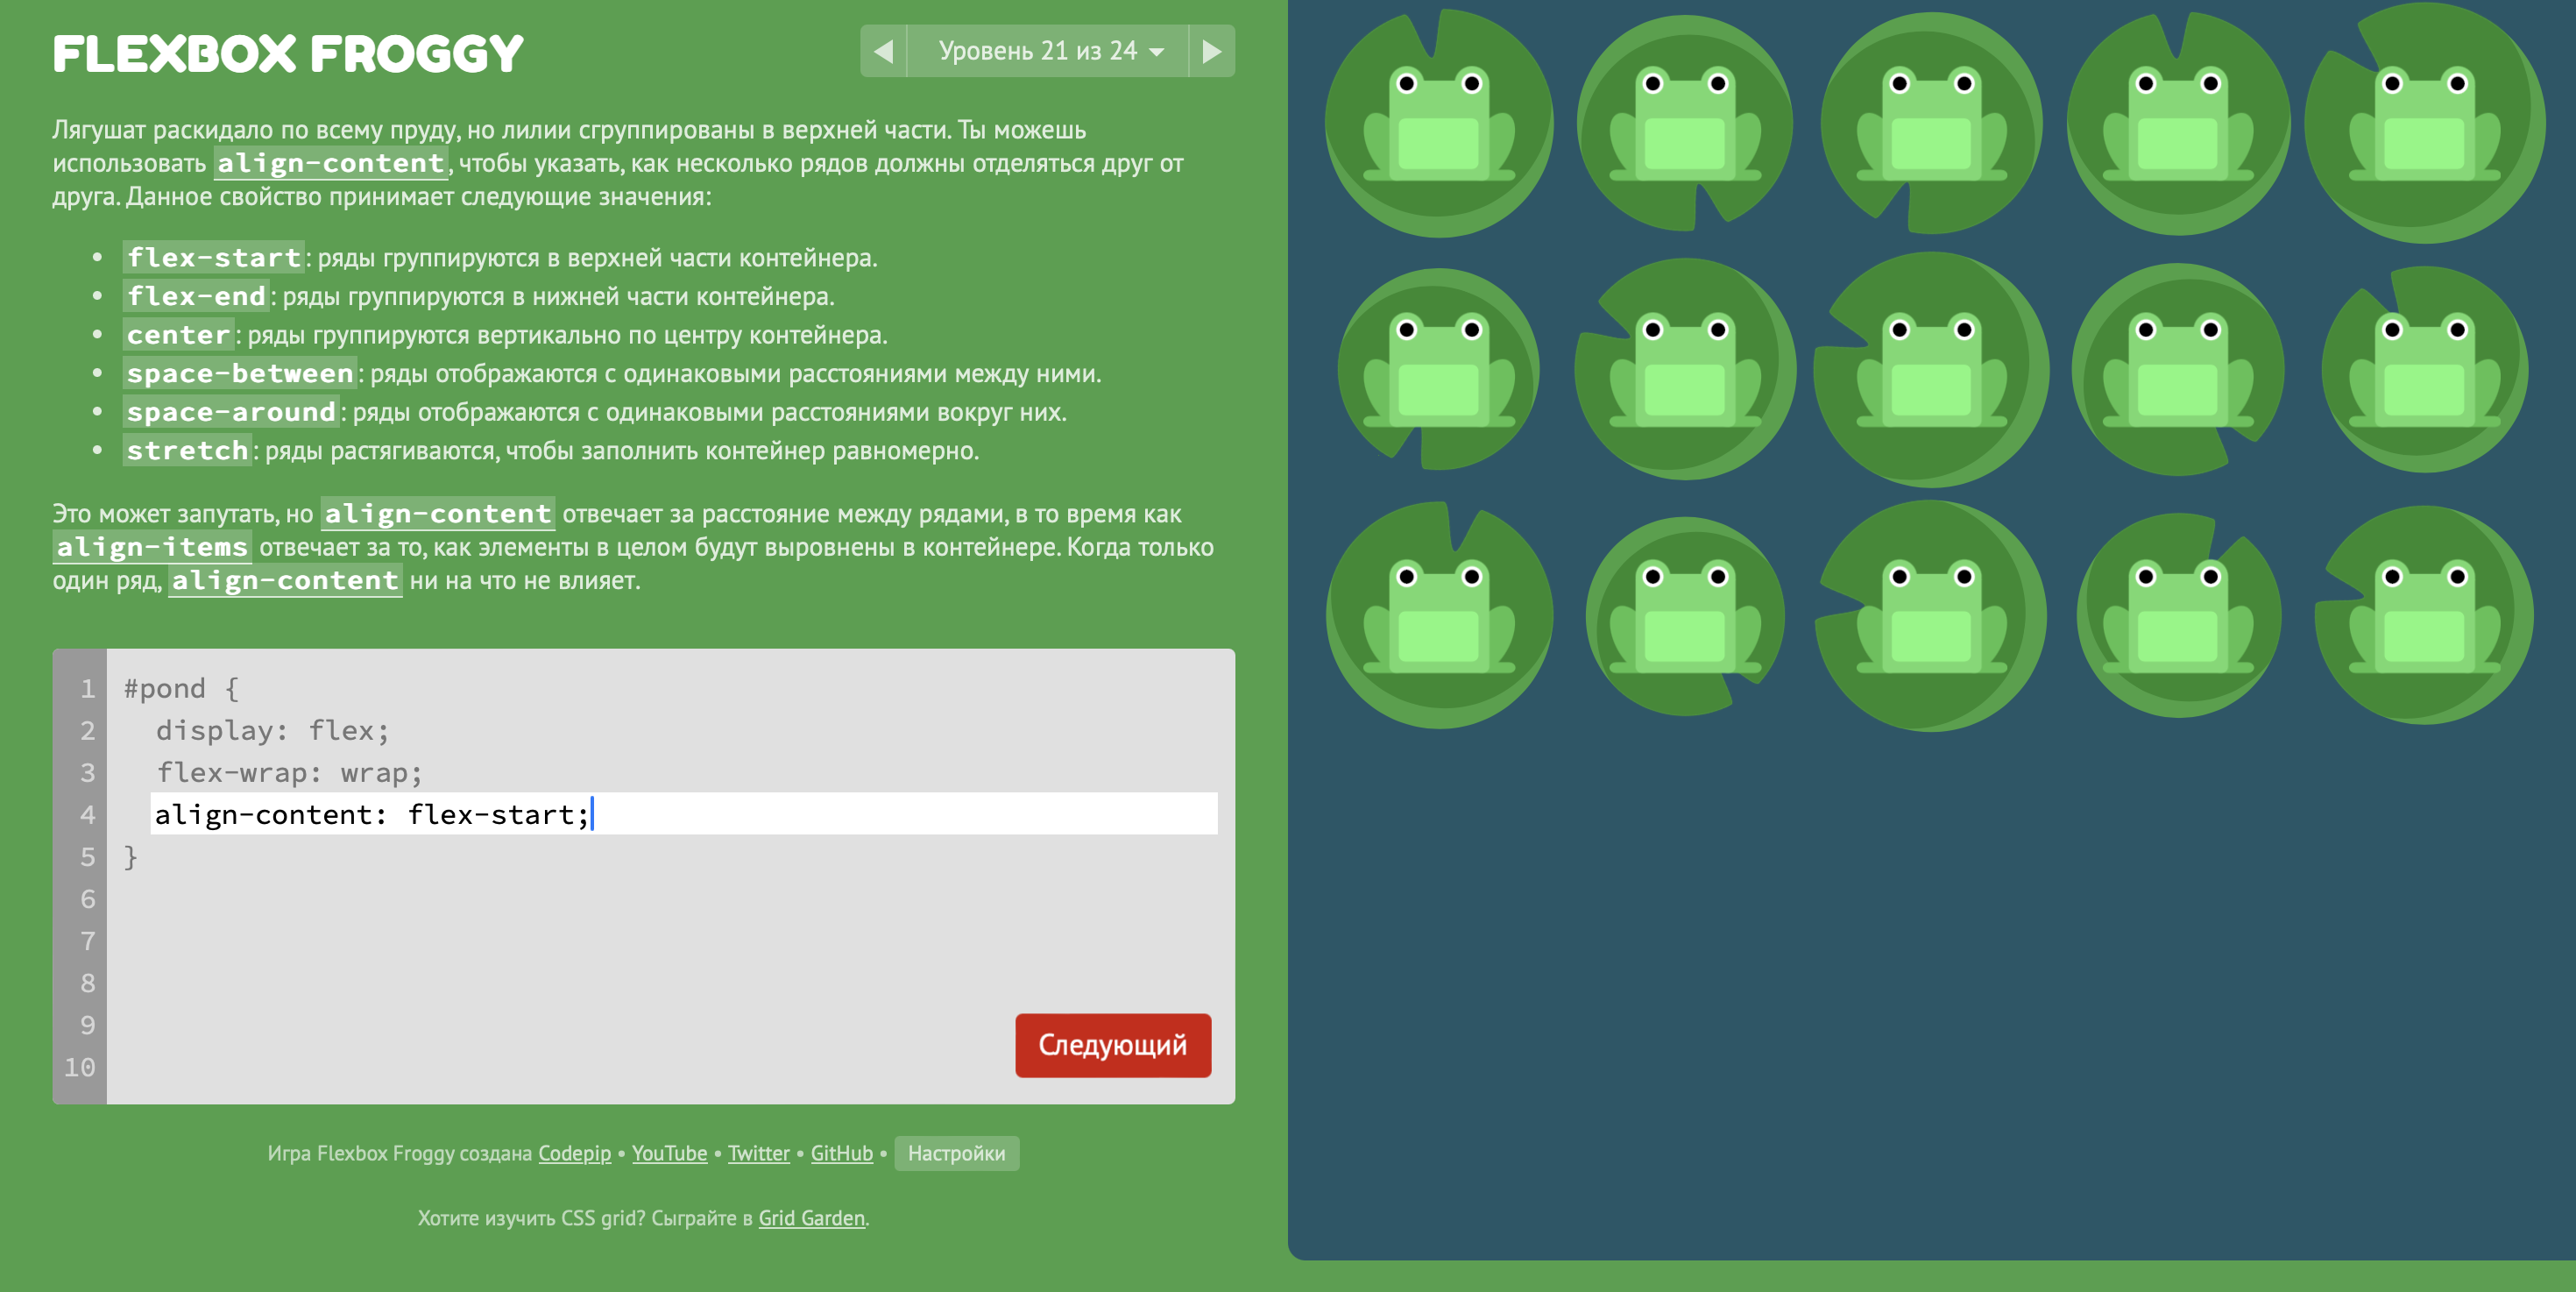 FLEXBOX FROGGY
Уровень 21 из 24
Лягушат раскидало по всему пруду, но лилии сгруппированы в верхней части. Ты можешь
использовать align-content, чтобы указать, как несколько рядов должны отделяться друг от
друга. Данное свойство принимает следующие значения:
• flex-start: ряды группируются в верхней части контейнера.
• flex-end: ряды группируются в нижней части контейнера.
• center: ряды группируются вертикально по центру контейнера.
• space-between: ряды отображаются с одинаковыми расстояниями между ними.
• space-around: ряды отображаются с одинаковыми расстояниями вокруг них.
• stretch: ряды растягиваются, чтобы заполнить контейнер равномерно.
Это может запутать, но align-content отвечает за расстояние между рядами, в то время как
align-items отвечает за то, как элементы в целом будут выровнены в контейнере. Когда только
один ряд, align-content ни на что не влияет.
1 #pond {
2 display: flex;
3 flex-wrap: wrap;
4 align-content: flex-start;
5 }
6
7
8
9
10
Следующий
Игра Flexbox Froggy создана Codepip • YouTube • Twitter • GitHub • Настройки
Хотите изучить CSS grid? Сыграйте в Grid Garden.